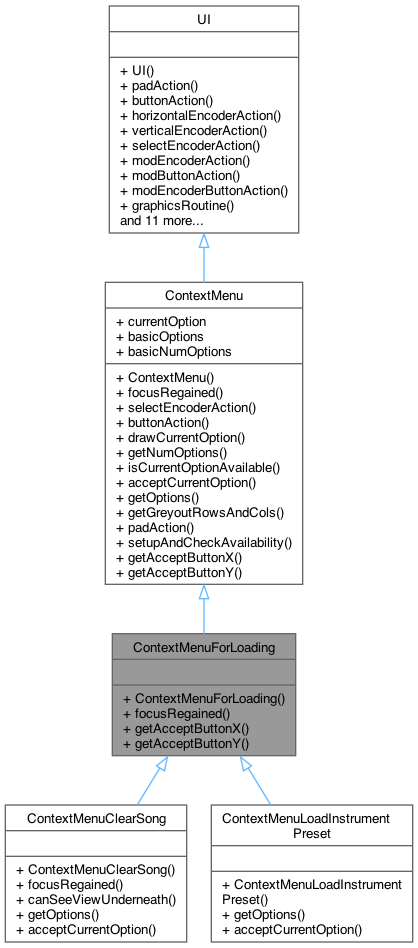 UI
+ UI()
+ padAction()
+ buttonAction()
+ horizontalEncoderAction()
+ verticalEncoderAction()
+ selectEncoderAction()
+ modEncoderAction()
+ modButtonAction()
+ modEncoderButtonAction()
+ graphicsRoutine()
and 11 more...
ContextMenu
+ currentOption
+ basicOptions
+ basicNumOptions
+ ContextMenu()
+ focusRegained()
+ selectEncoderAction()
+ buttonAction()
+ drawCurrentOption()
+ getNumOptions()
+ isCurrentOptionAvailable()
+ acceptCurrentOption()
+ getOptions()
+ getGreyoutRowsAndCols()
+ padAction()
+ setupAndCheckAvailability()
+ getAcceptButtonX()
+ getAcceptButtonY()
ContextMenuForLoading
+ ContextMenuForLoading()
+ focusRegained()
+ getAcceptButtonX()
+ getAcceptButtonY()
ContextMenuClearSong
+ ContextMenuClearSong()
+ focusRegained()
+ canSeeViewUnderneath()
+ getOptions()
+ acceptCurrentOption()
ContextMenuLoadInstrument
Preset
+ ContextMenuLoadInstrument
Preset()
+ getOptions()
+ acceptCurrentOption()